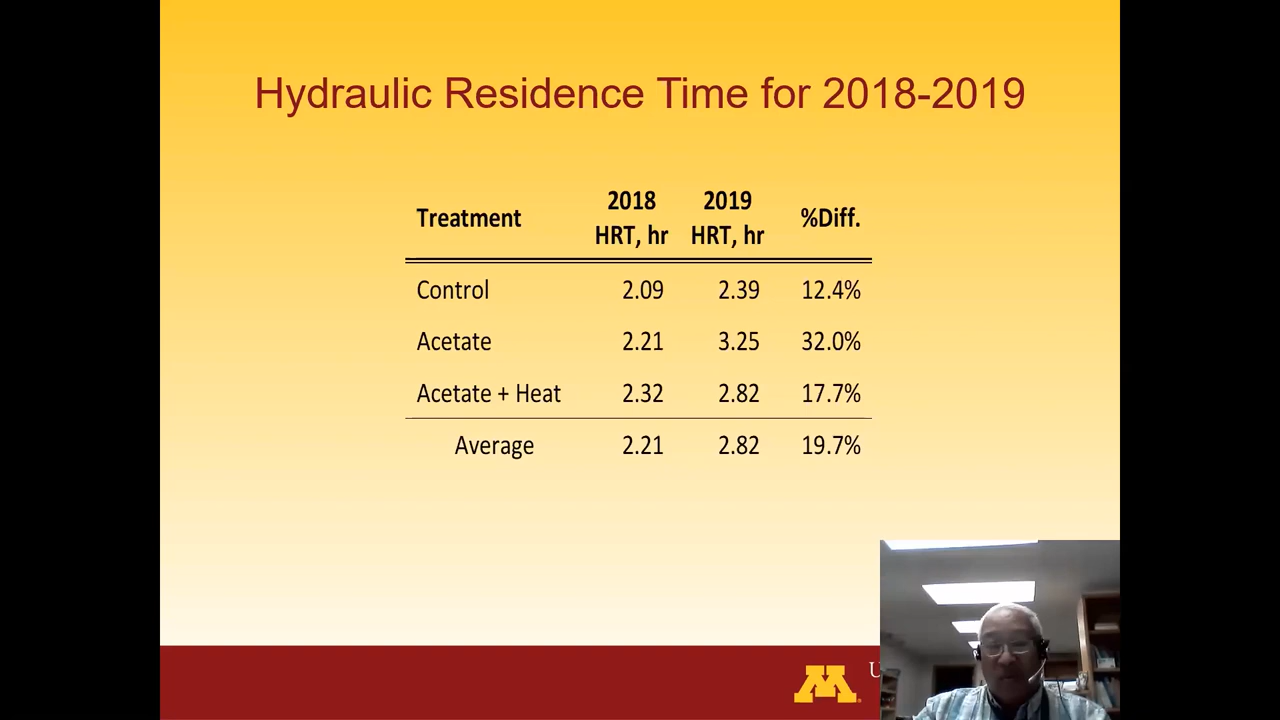 Hydraulic Residence Time for 2018-2019
Treatment 2018 HRT, hr 2019 HRT, hr %Diff.
Control 2.09 2.39 12.4%
Acetate 2.21 3.25 32.0%
Acetate + Heat 2.32 2.82 17.7%
Average 2.21 2.82 19.7%
M
U